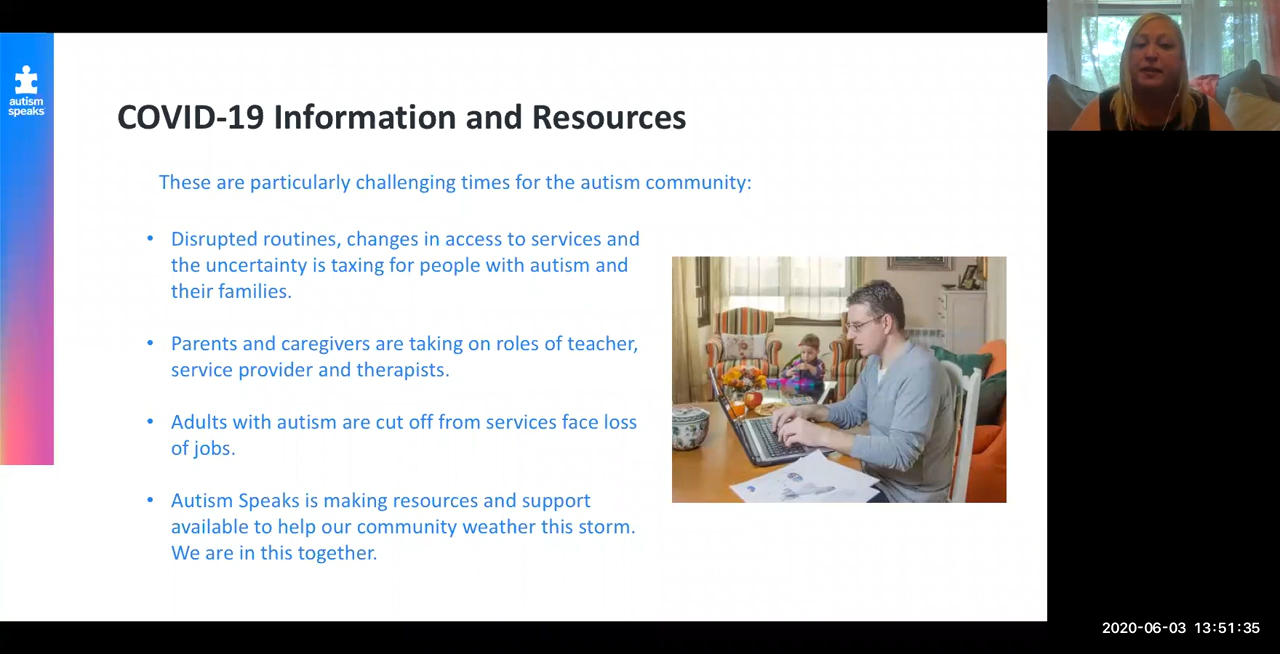 autism
speaks
COVID-19 Information and Resources
These are particularly challenging times for the autism community:
• Disrupted routines, changes in access to services and
the uncertainty is taxing for people with autism and
their families.
• Parents and caregivers are taking on roles of teacher,
service provider and therapists.
• Adults with autism are cut off from services face loss
of jobs.
• Autism Speaks is making resources and support
available to help our community weather this storm.
We are in this together.
2020-06-03 13:51:35